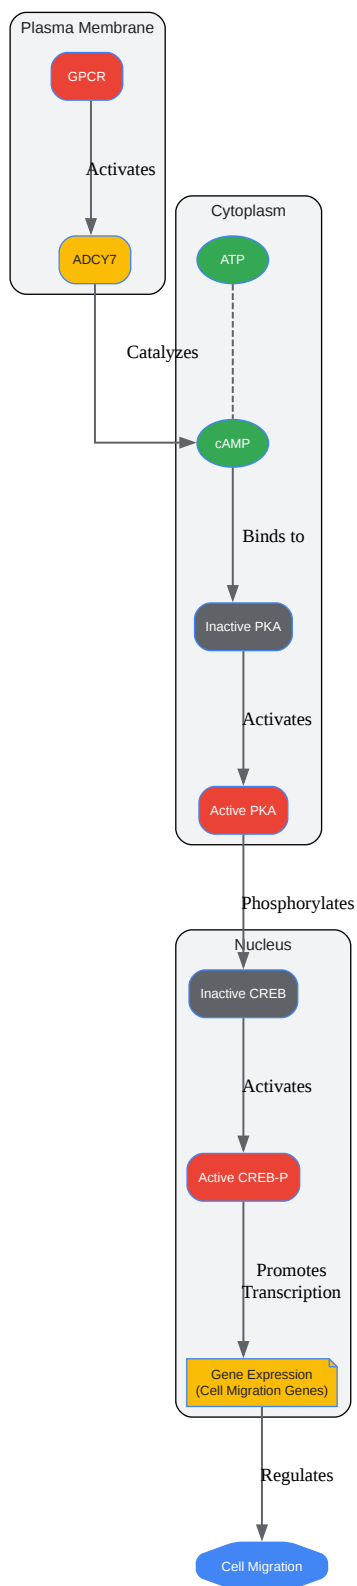 Plasma Membrane
GPCR
Activates
ADCY7
Cytoplasm
ATP
Catalyzes
cAMP
Binds to
Inactive PKA
Activates
Active PKA
Phosphorylates
Nucleus
Inactive CREB
Activates
Active CREB-P
Promotes
Transcription
Gene Expression
(Cell Migration Genes)
Regulates
Cell Migration